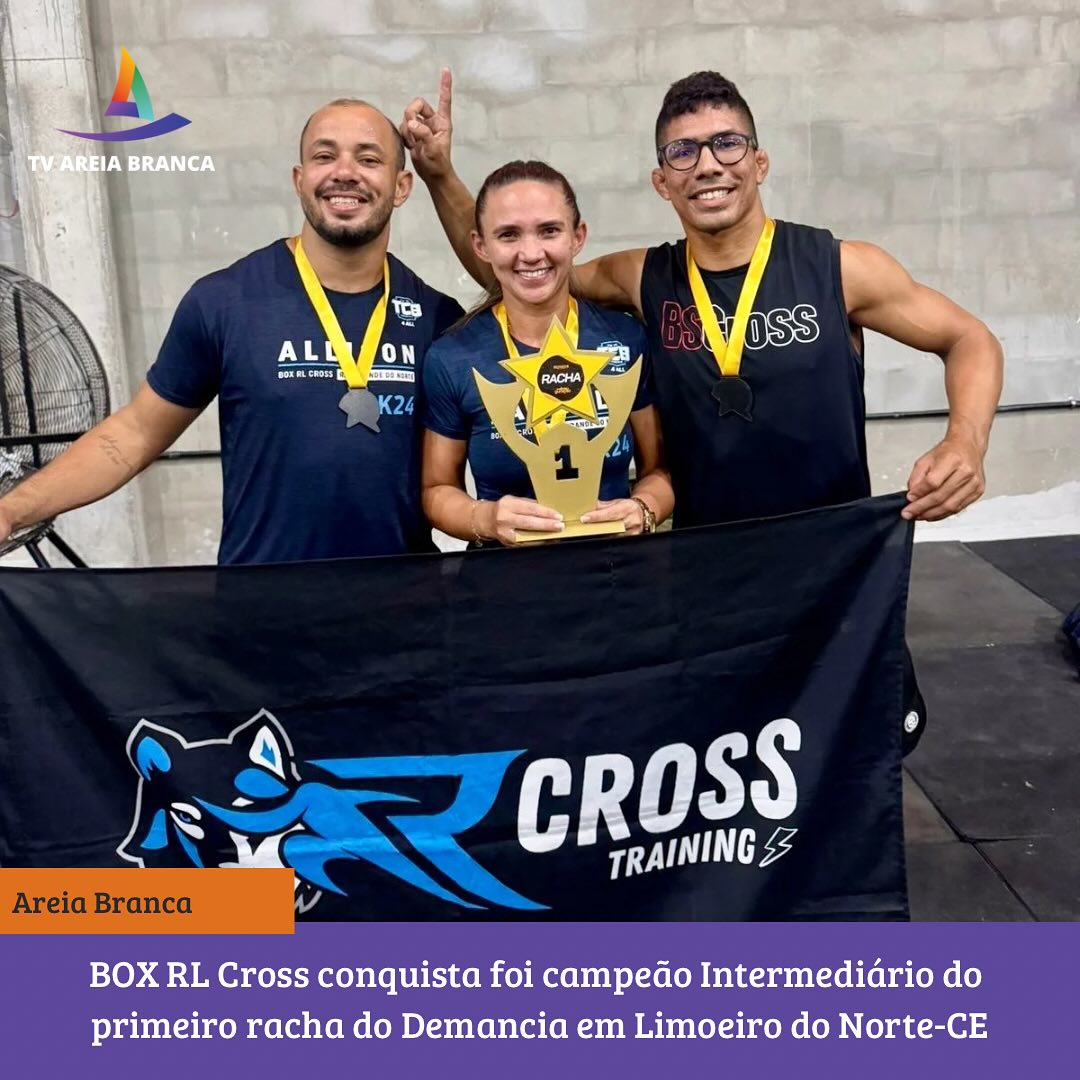 TV AREIA BRANCA
TCB
4 ALL
BOX RL CROSS
K24
BSCROSS
RACHA
1
K24
CROSS
TRAINING
Areia Branca
BOX RL Cross conquista foi campeão Intermediário do
primeiro racha do Demancia em Limoeiro do Norte-CE